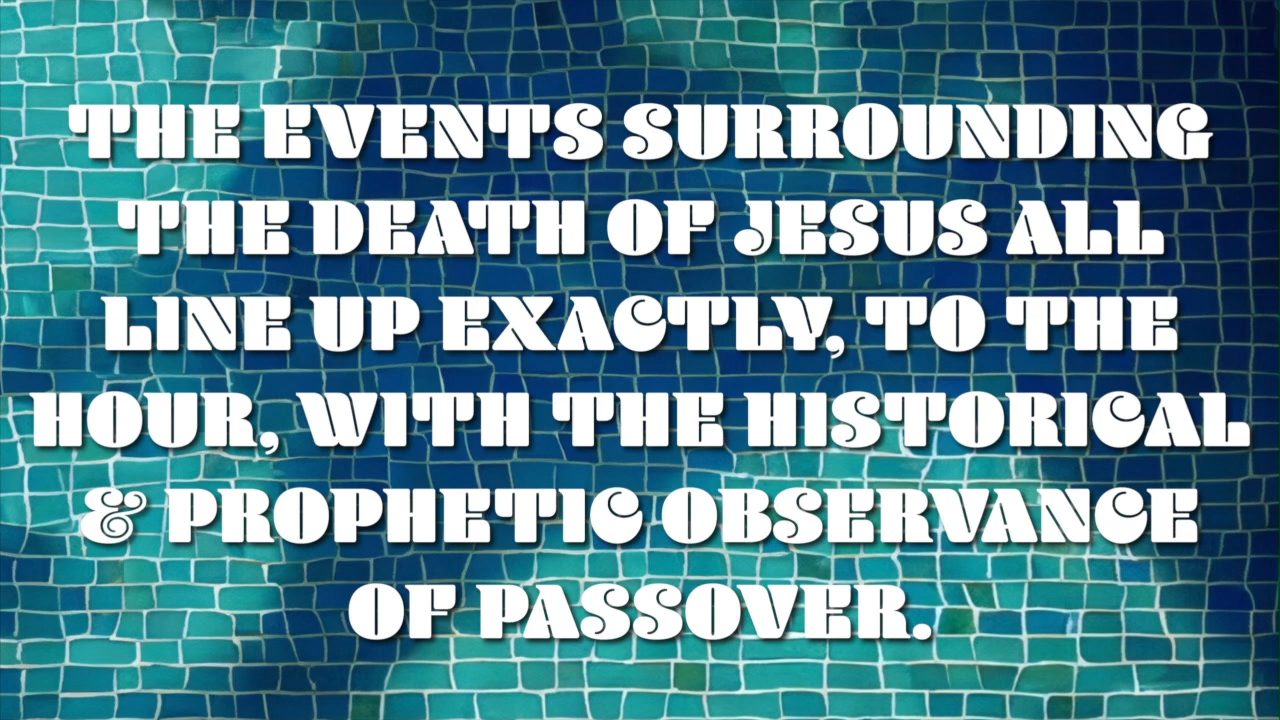 THE EVENTS SURROUNDING
THE DEATH OF JESUS ALL
LINE UP EXACTLY, TO THE
HOUR, WITH THE HISTORICAL
& PROPHETIC OBSERVANCE
OF PASSOVER.